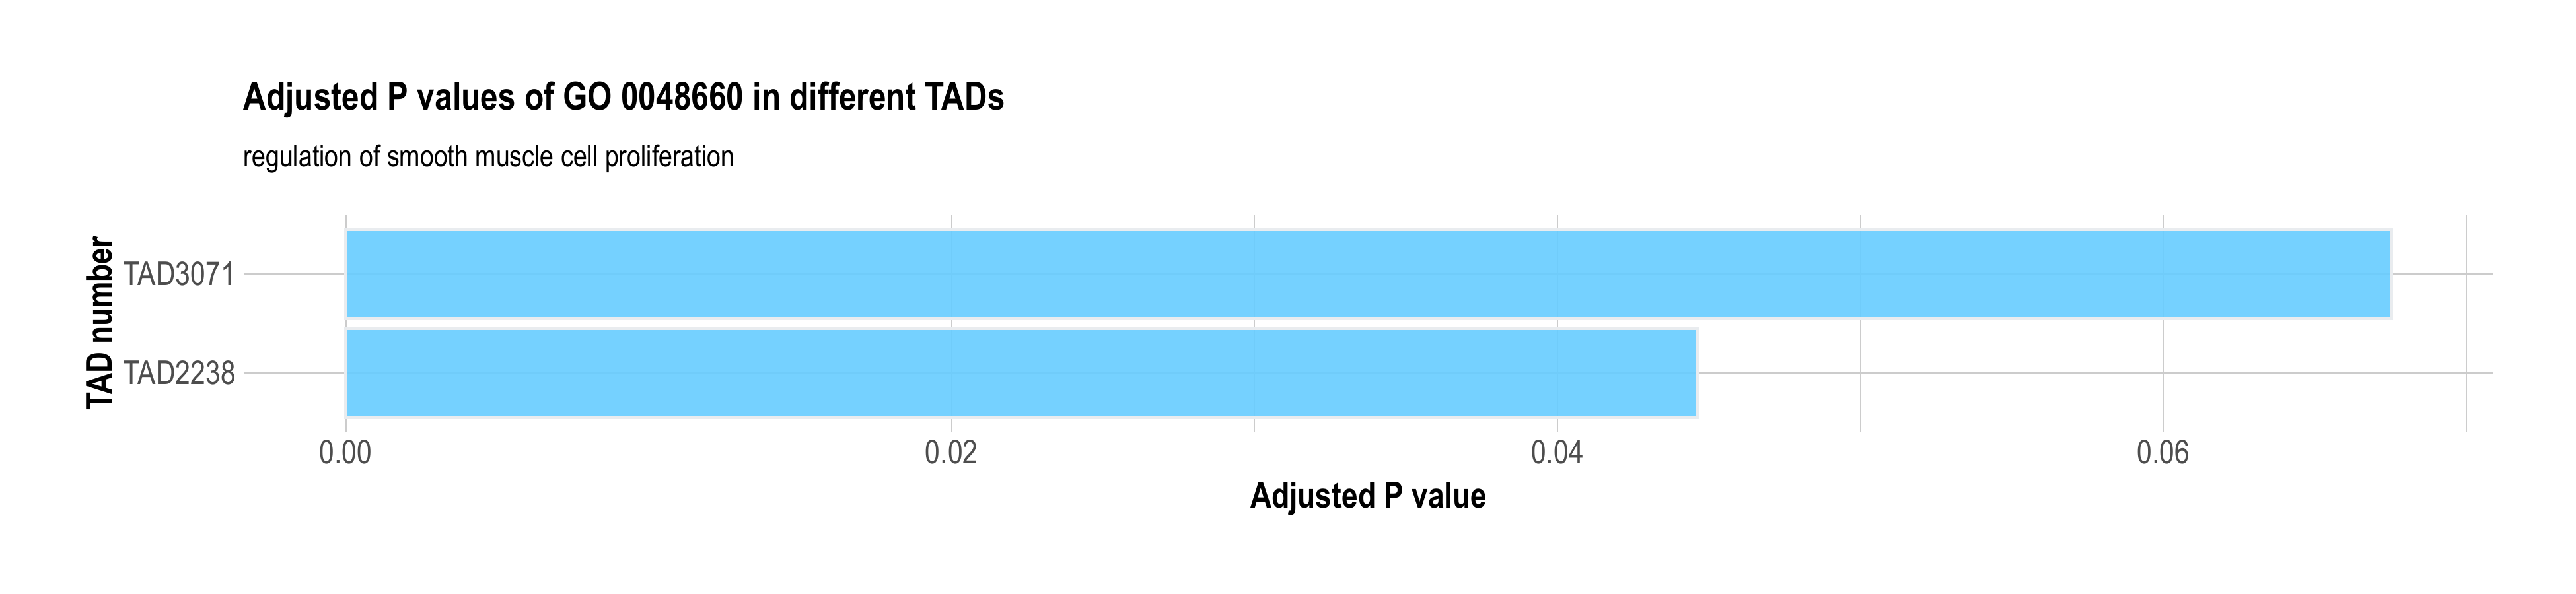 Adjusted P values of GO 0048660 in different TADs
regulation of smooth muscle cell proliferation
TAD number
TAD3071
TAD2238
0.00 0.02 0.04 0.06
Adjusted P value